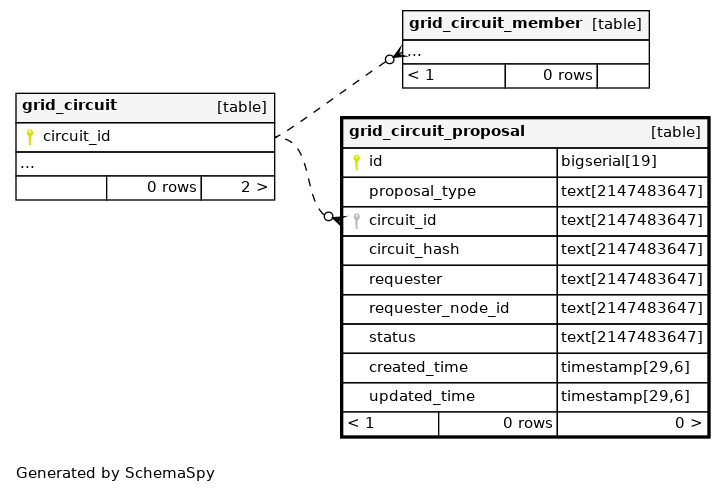 grid_circuit_member [table]
...
< 1 0 rows
grid_circuit [table]
circuit_id
...
0 rows 2 >
grid_circuit_proposal [table]
id bigserial[19]
proposal_type text[2147483647]
circuit_id text[2147483647]
circuit_hash text[2147483647]
requester text[2147483647]
requester_node_id text[2147483647]
status text[2147483647]
created_time timestamp[29,6]
updated_time timestamp[29,6]
< 1 0 rows 0 >
Generated by SchemaSpy